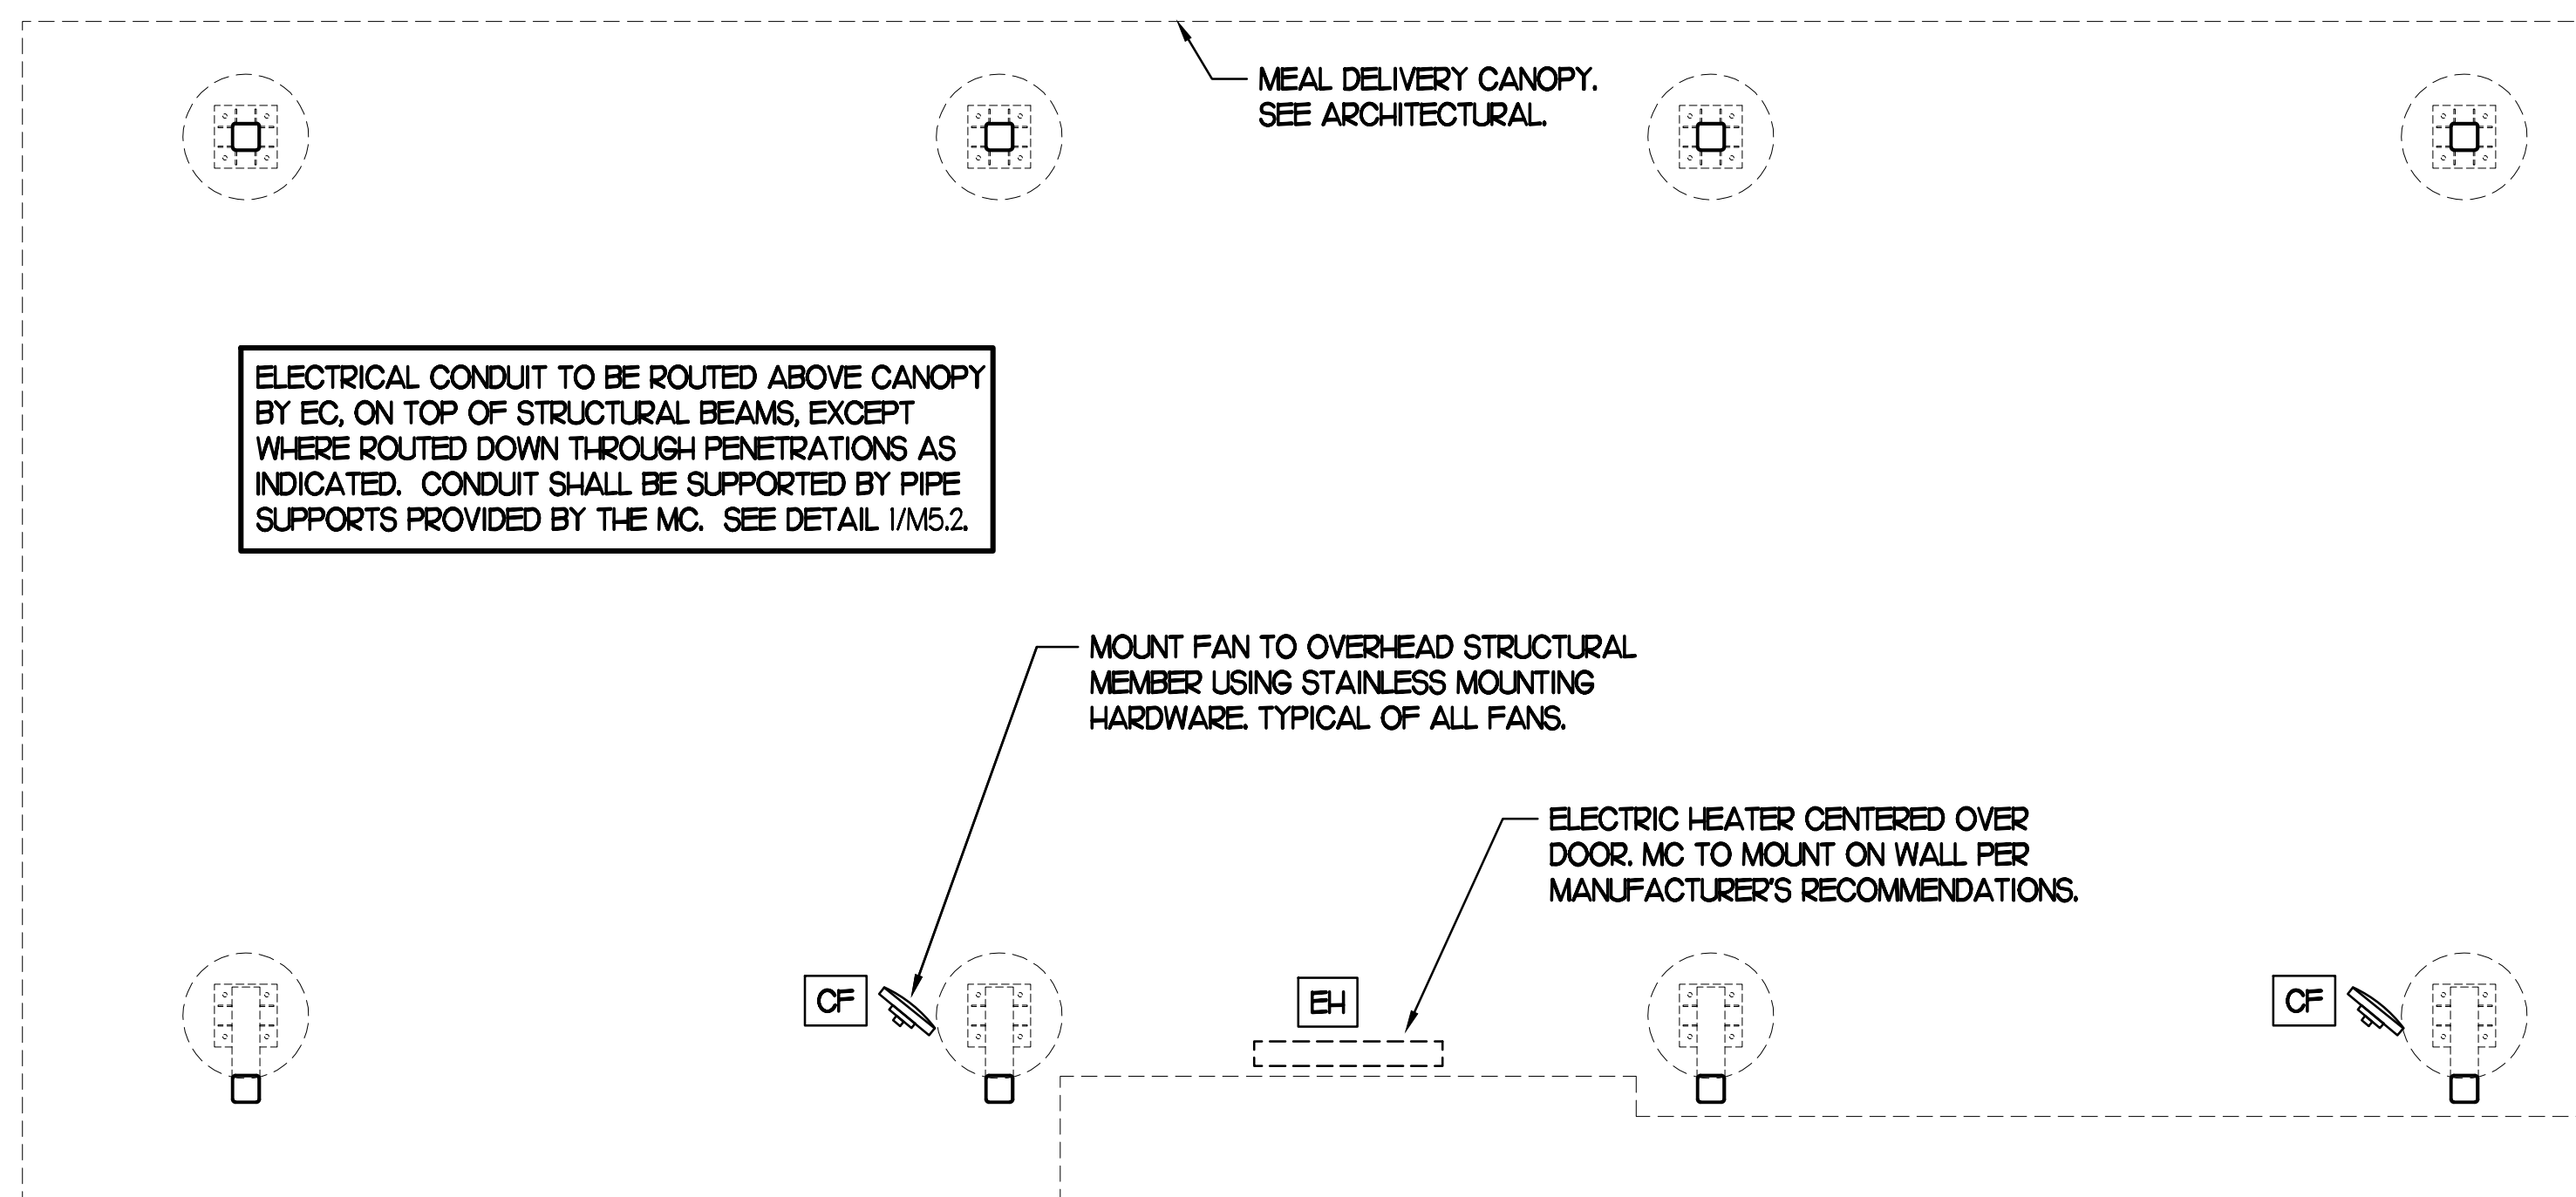 MEAL DELIVERY CANOPY.
SEE ARCHITECTURAL.
ELECTRICAL CONDUIT TO BE ROUTED ABOVE CANOPY
BY EC, ON TOP OF STRUCTURAL BEAMS, EXCEPT
WHERE ROUTED DOWN THROUGH PENETRATIONS AS
INDICATED. CONDUIT SHALL BE SUPPORTED BY PIPE
SUPPORTS PROVIDED BY THE MC. SEE DETAIL 1/M5.2.
MOUNT FAN TO OVERHEAD STRUCTURAL
MEMBER USING STAINLESS MOUNTING
HARDWARE. TYPICAL OF ALL FANS.
ELECTRIC HEATER CENTERED OVER
DOOR. MC TO MOUNT ON WALL PER
MANUFACTURER'S RECOMMENDATIONS.
CF
EH
CF